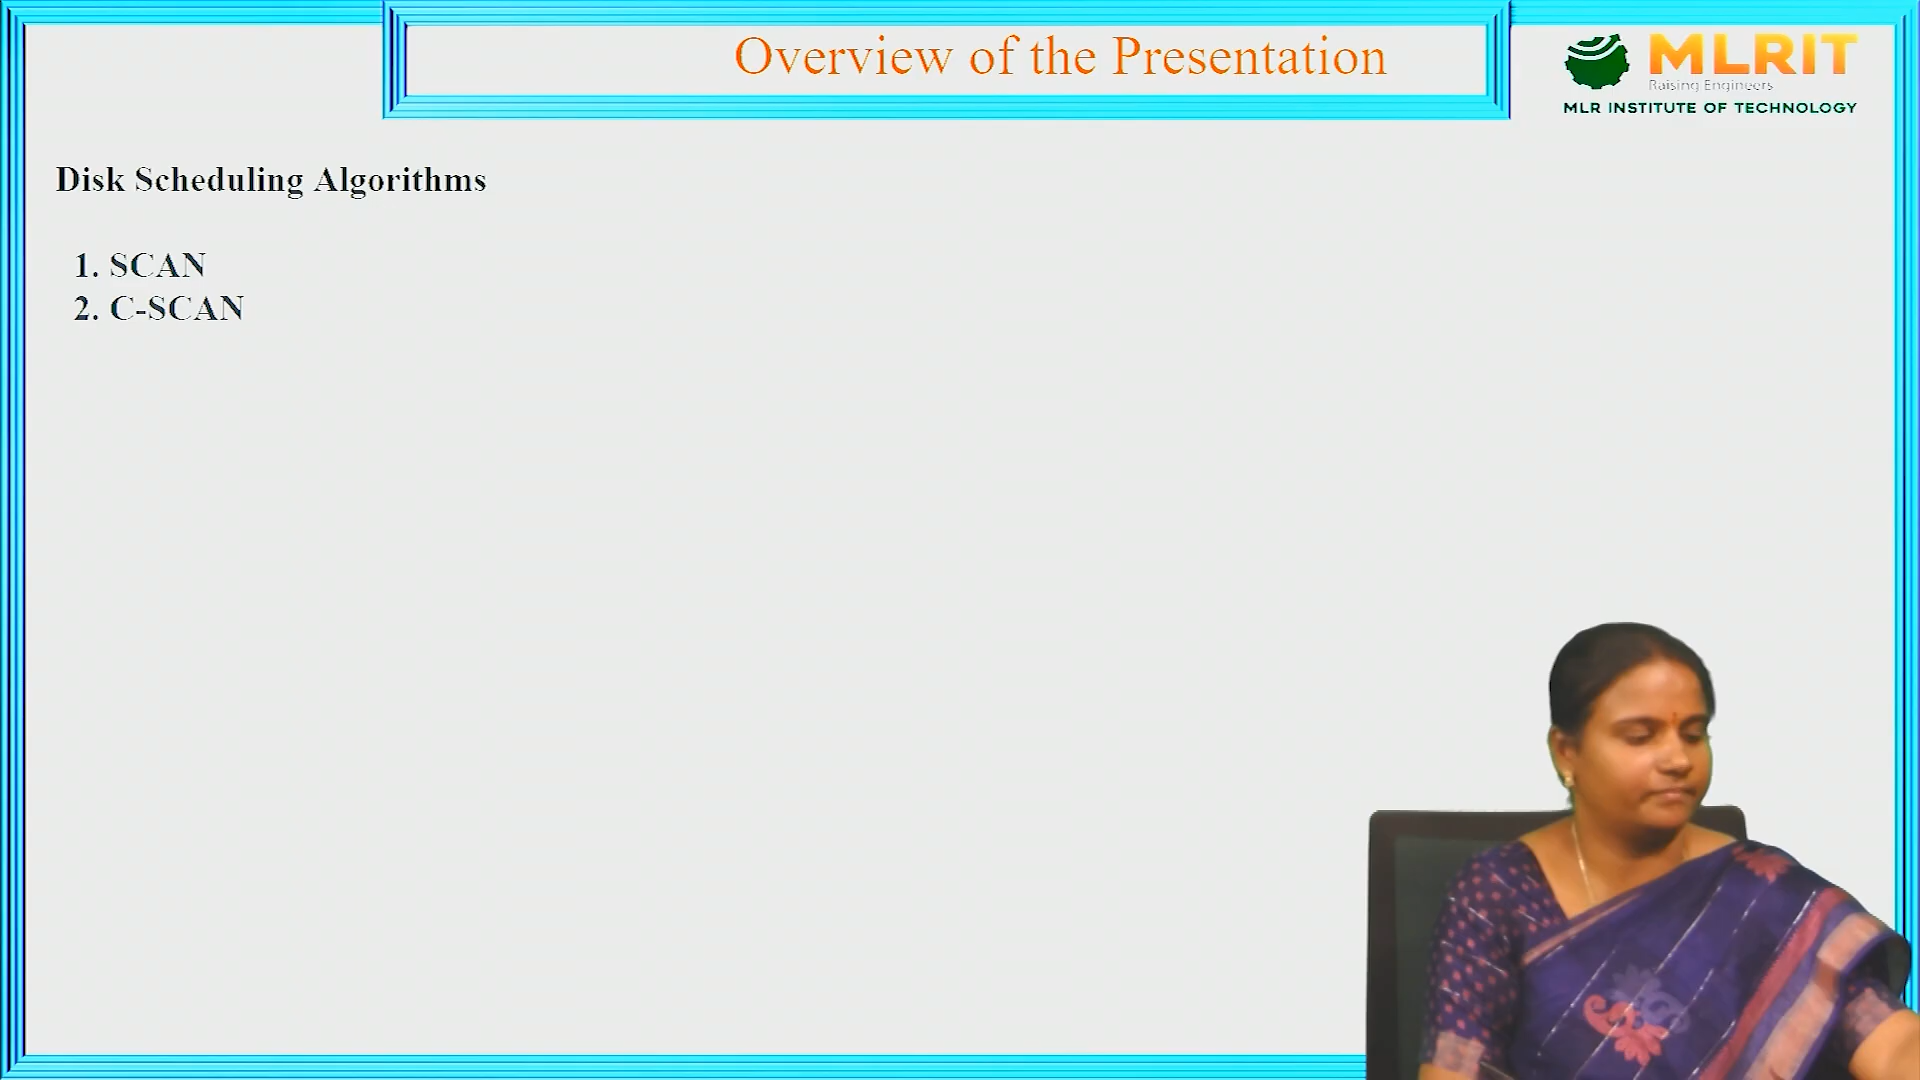 Overview of the Presentation
MLRIT
Raising Engineers
MLR INSTITUTE OF TECHNOLOGY
Disk Scheduling Algorithms
1. SCAN
2. C-SCAN